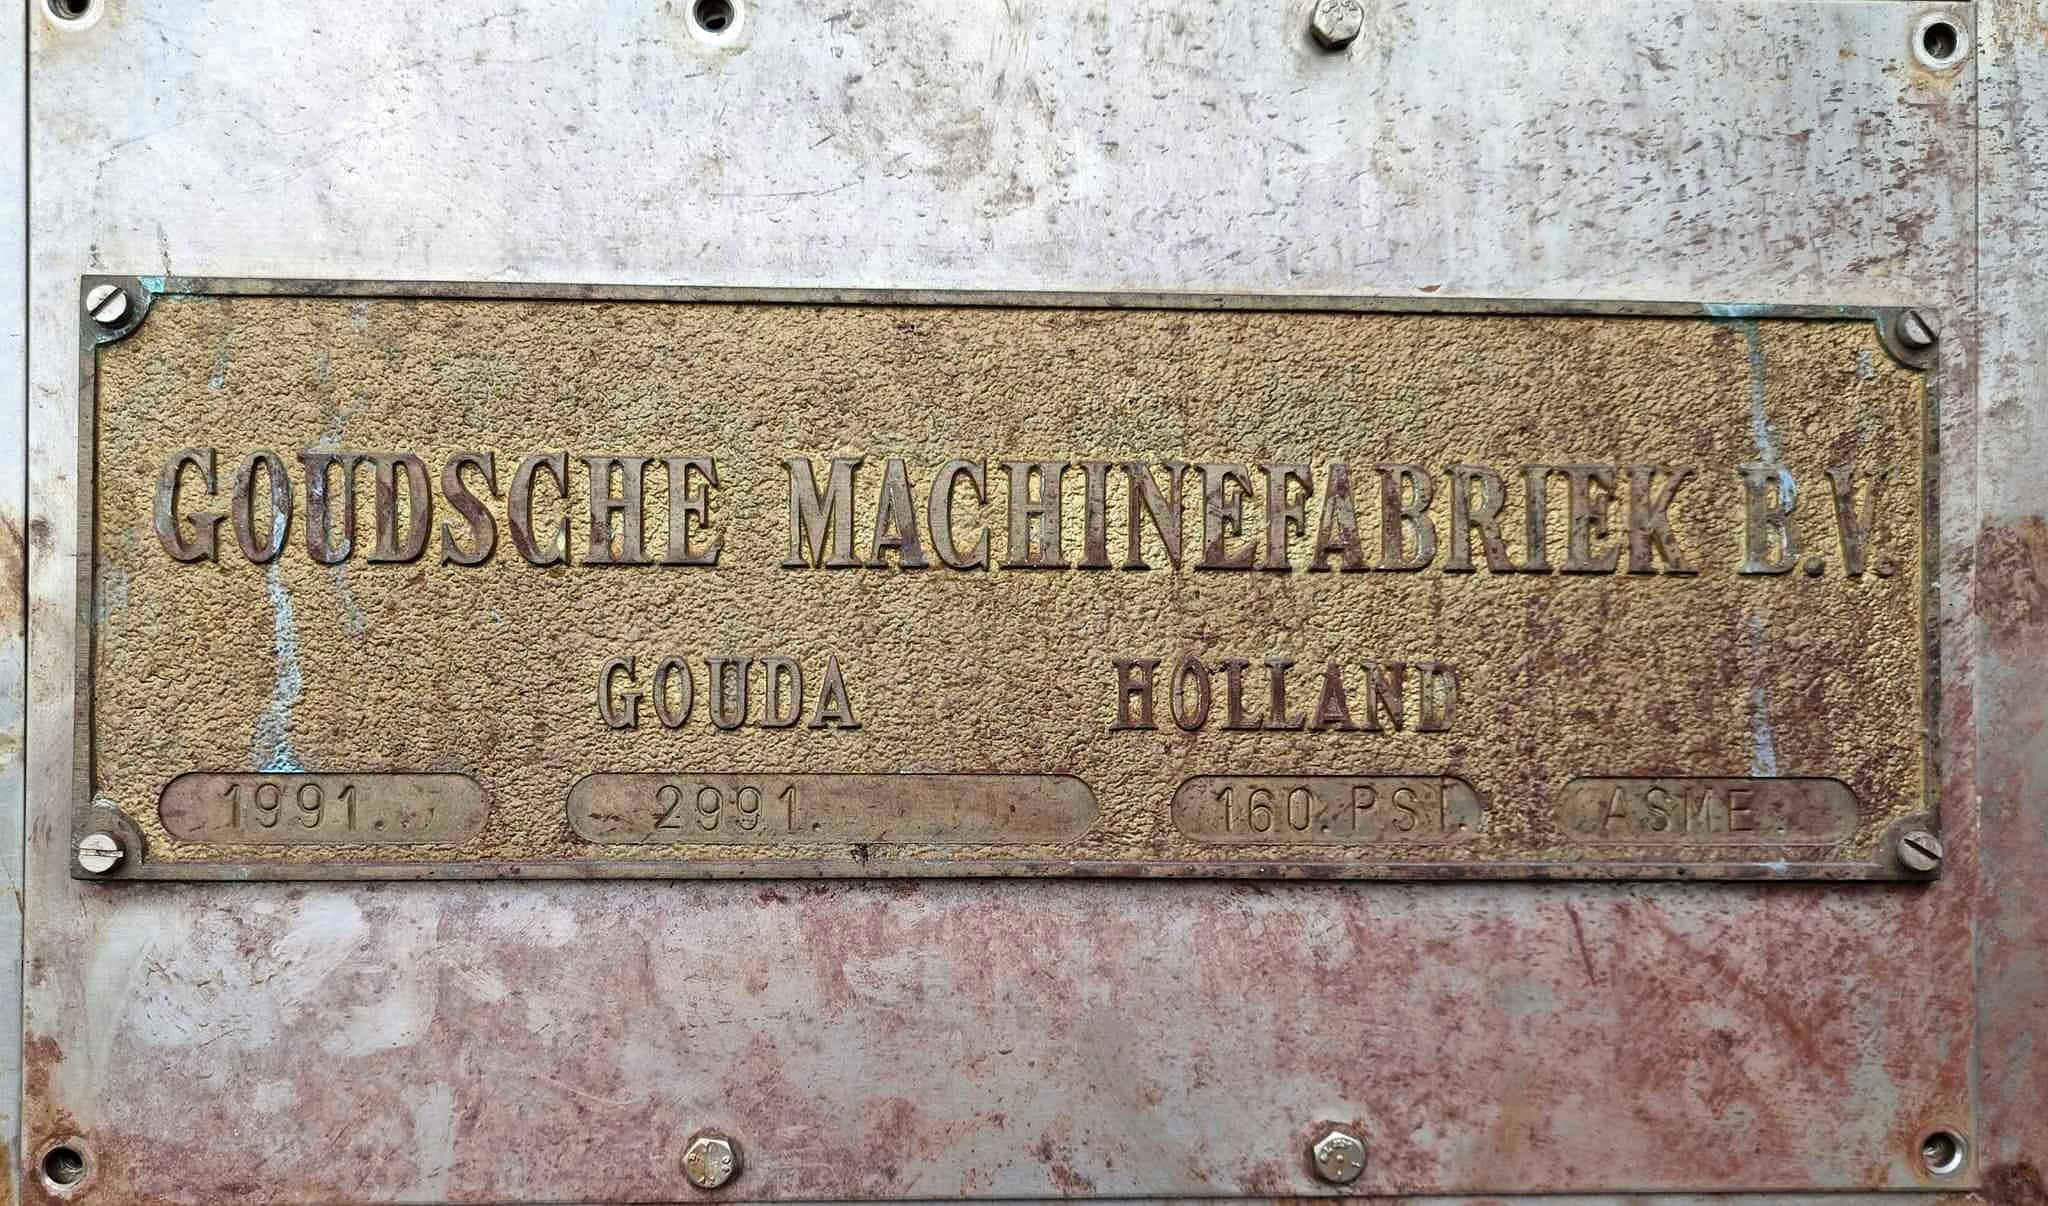 GOUDSCHE MACHINEFABRIEK B.V.
GOUDA HOLLAND
1991. 2991. 160.PSI. ASME.